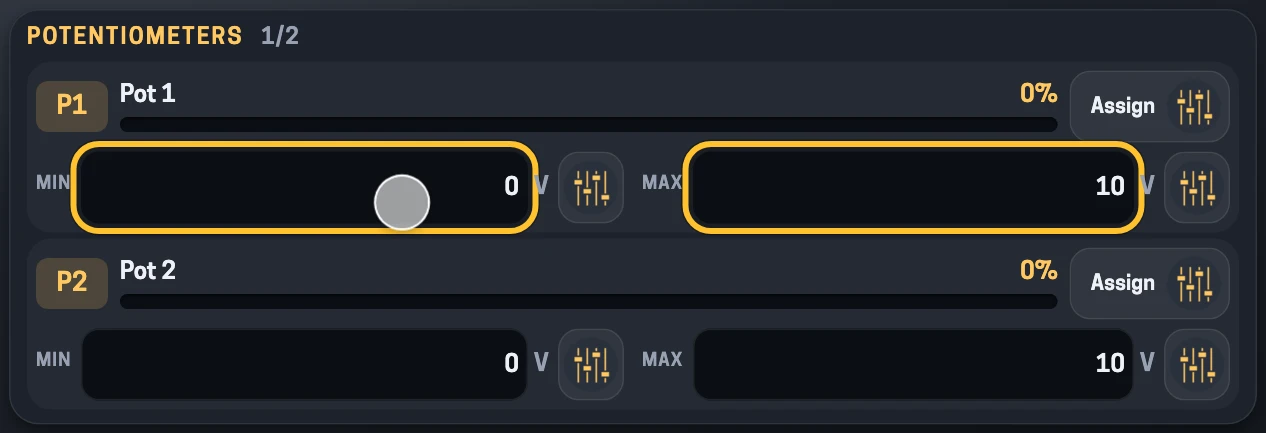 POTENTIOMETERS 1/2
P1 Pot 1 0% Assign
MIN 0 V MAX 10 V
P2 Pot 2 0% Assign
MIN 0 V MAX 10 V